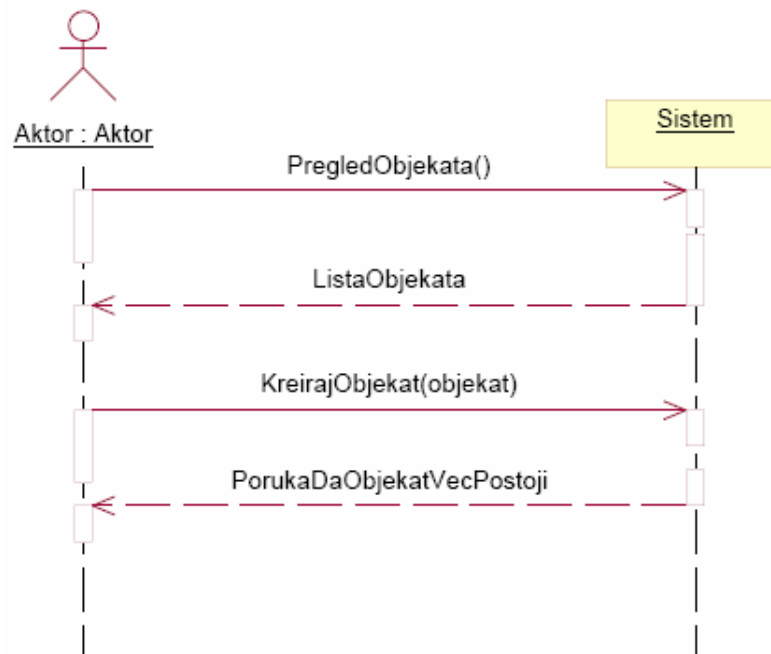 Aktor : Aktor
Sistem
PregledObjekata()
ListaObjekata
KreirajObjekat(objekat)
PorukaDaObjekatVecPostoji